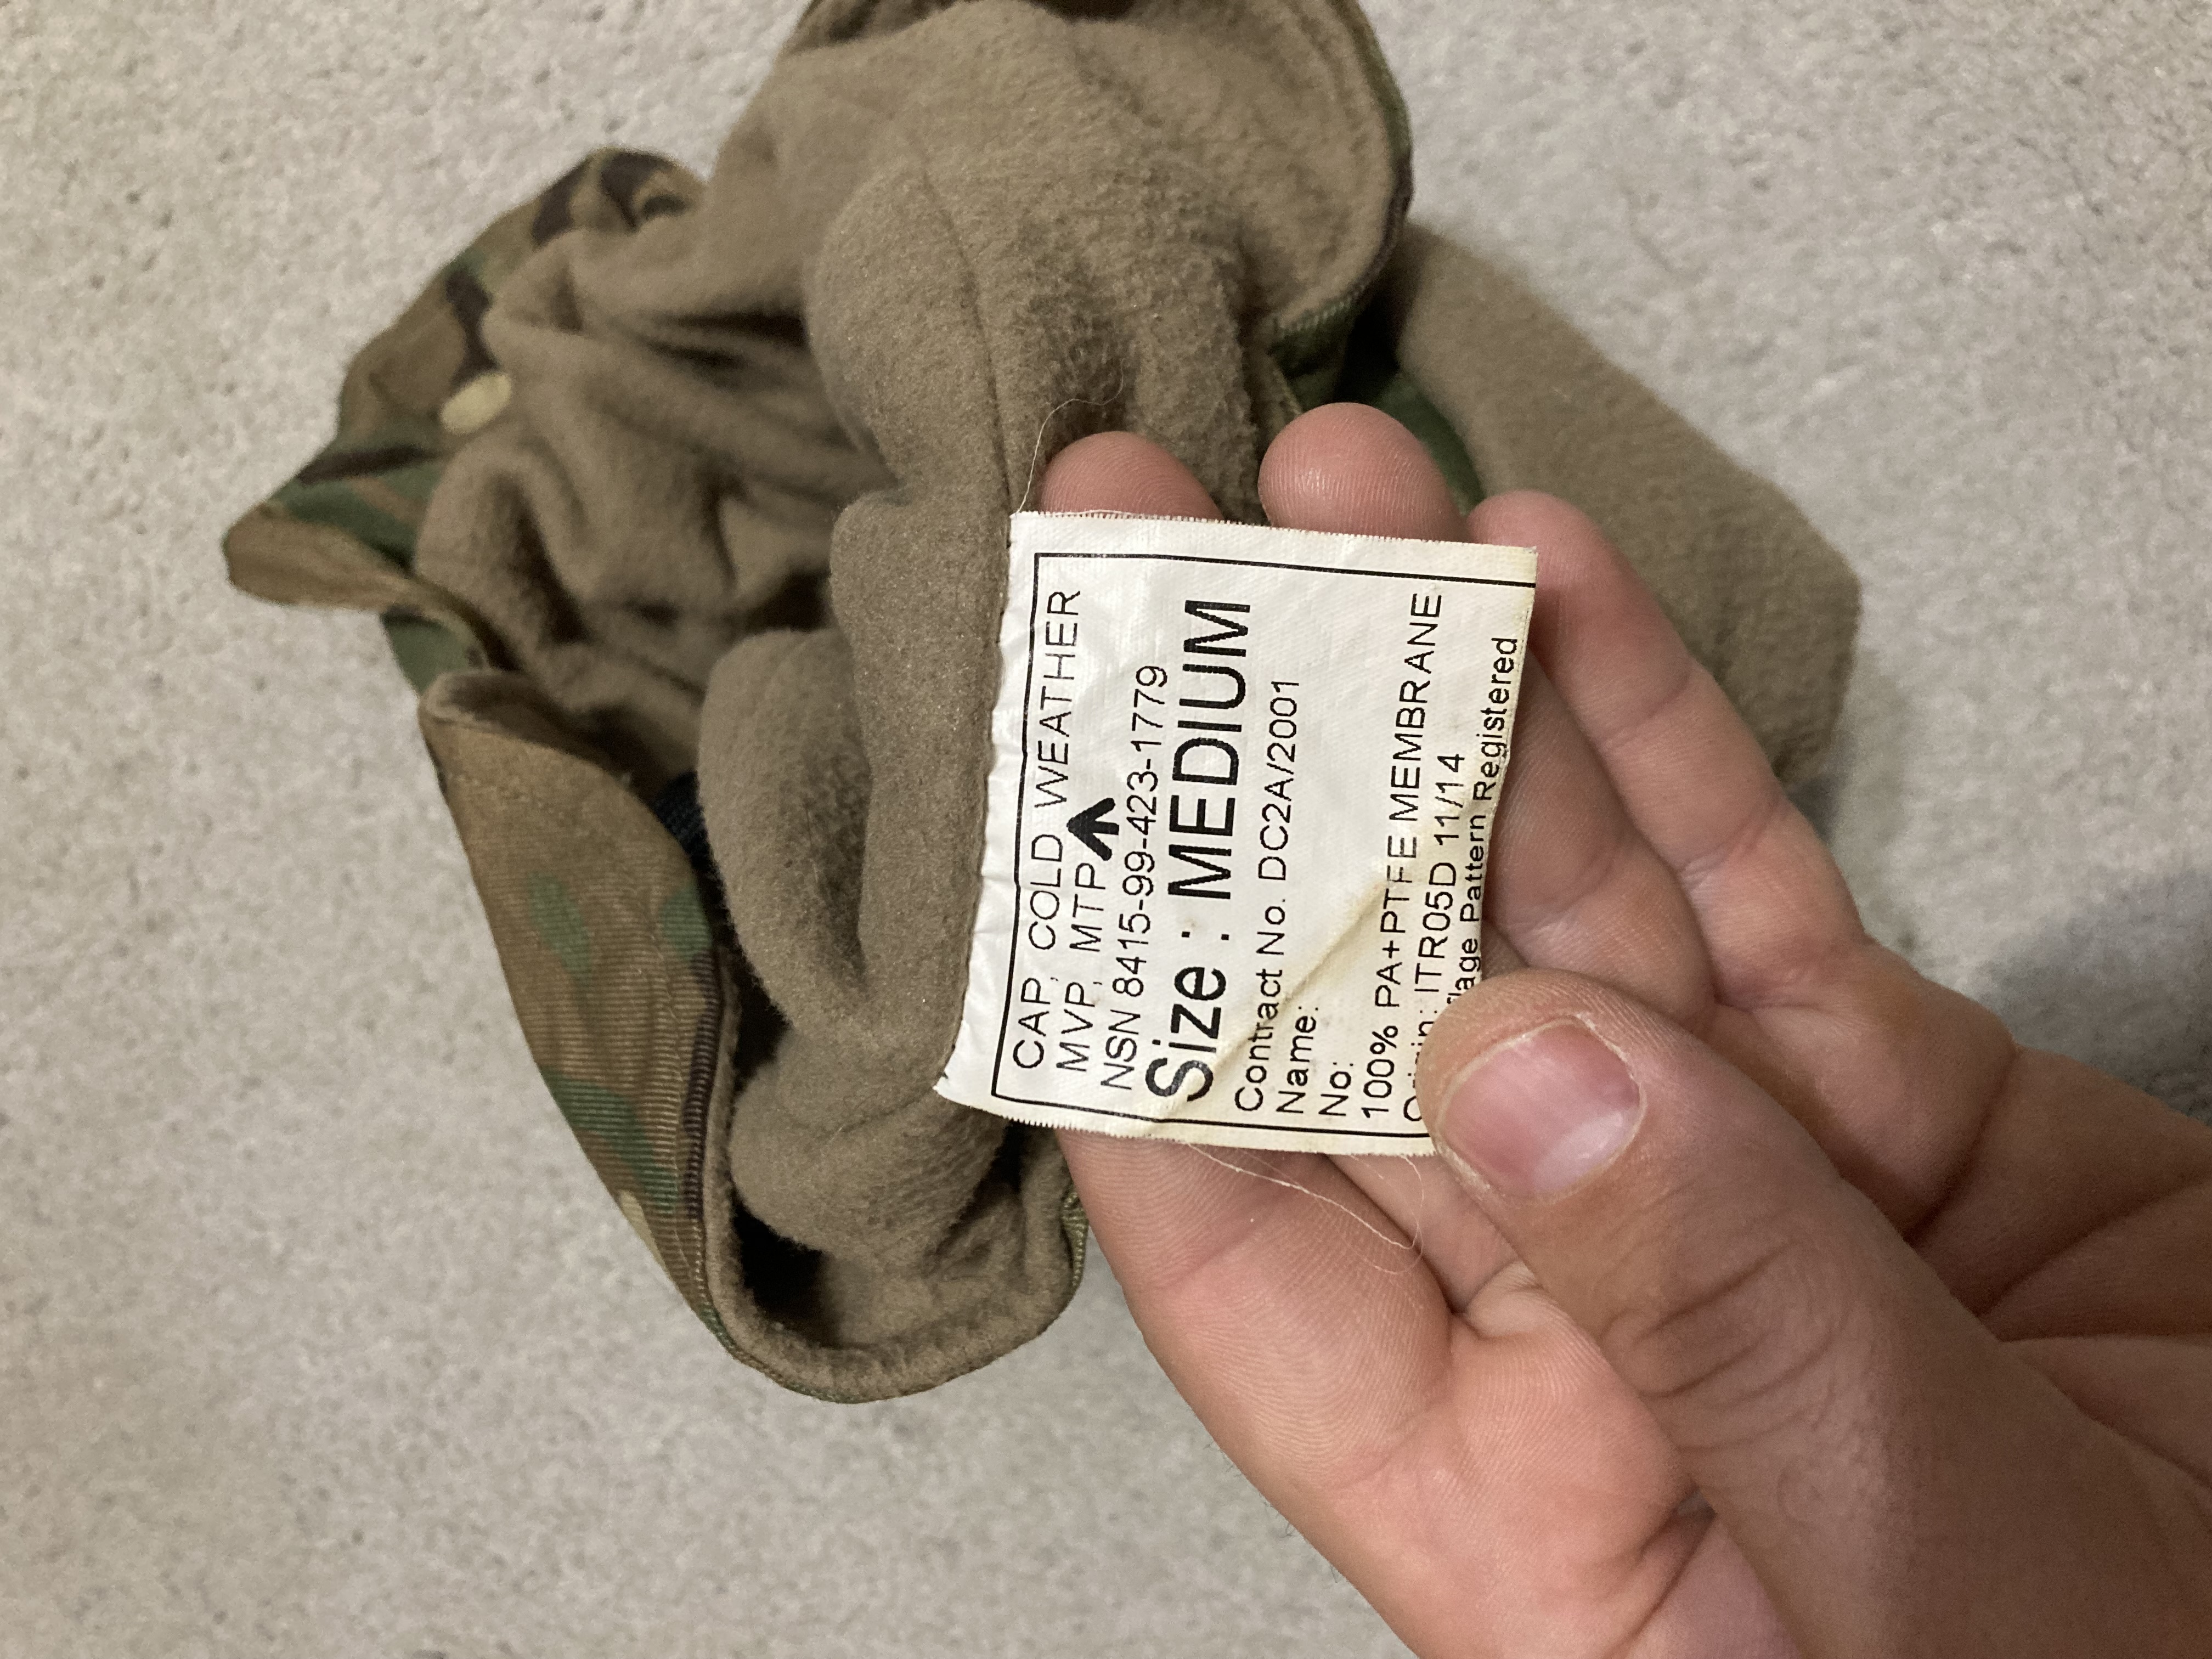 CAP, COLD WEATHER
MVP, MTP
NSN 8415-99-423-1779
Size : MEDIUM
Contract No. DC2A/2001
Name:
No:
100% PA+PTFE MEMBRANE
ITR05D 11/14
Pattern Registered